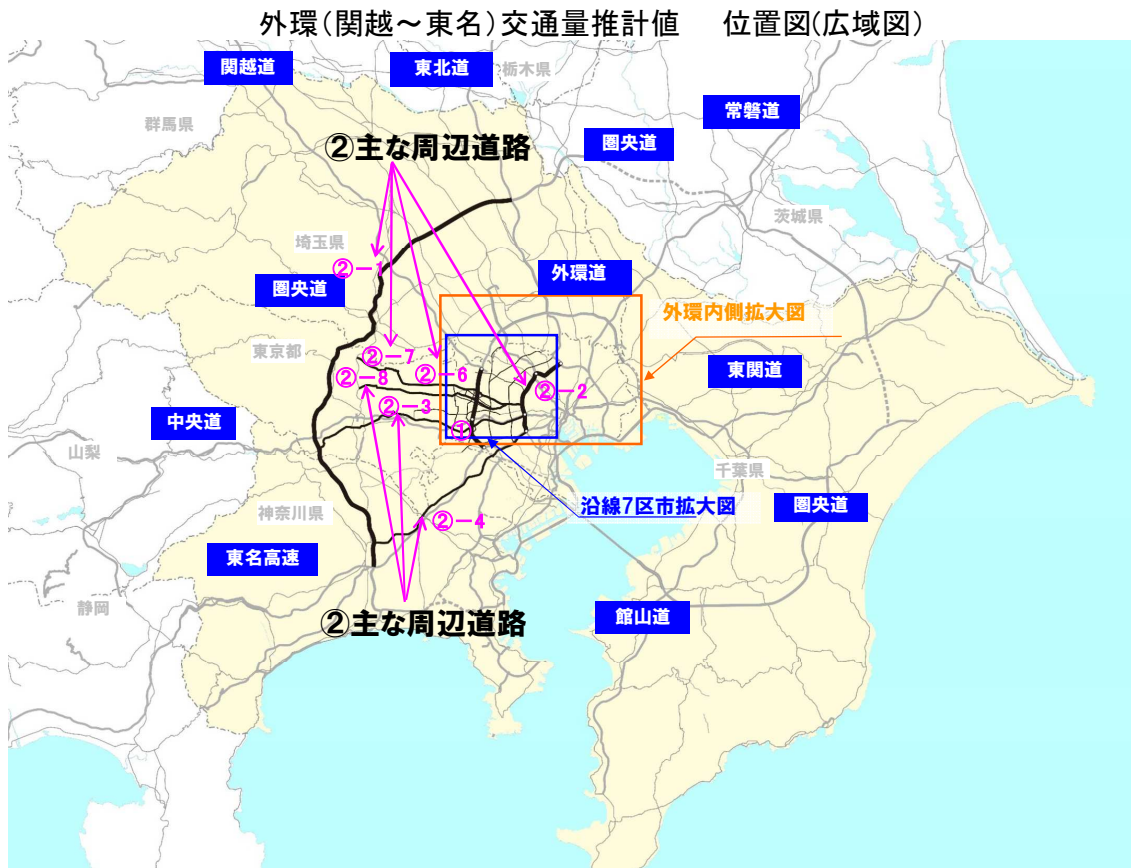 外環(関越～東名)交通量推計値　位置図(広域図)
関越道
東北道
栃木県
常磐道
群馬県
圏央道
②主な周辺道路
茨城県
埼玉県
②－1
外環道
圏央道
外環内側拡大図
東京都
②－7
②－6
東関道
②－8
②－2
②－3
中央道
①
山梨
千葉県
沿線7区市拡大図
圏央道
神奈川県
②－4
東名高速
静岡
館山道
②主な周辺道路